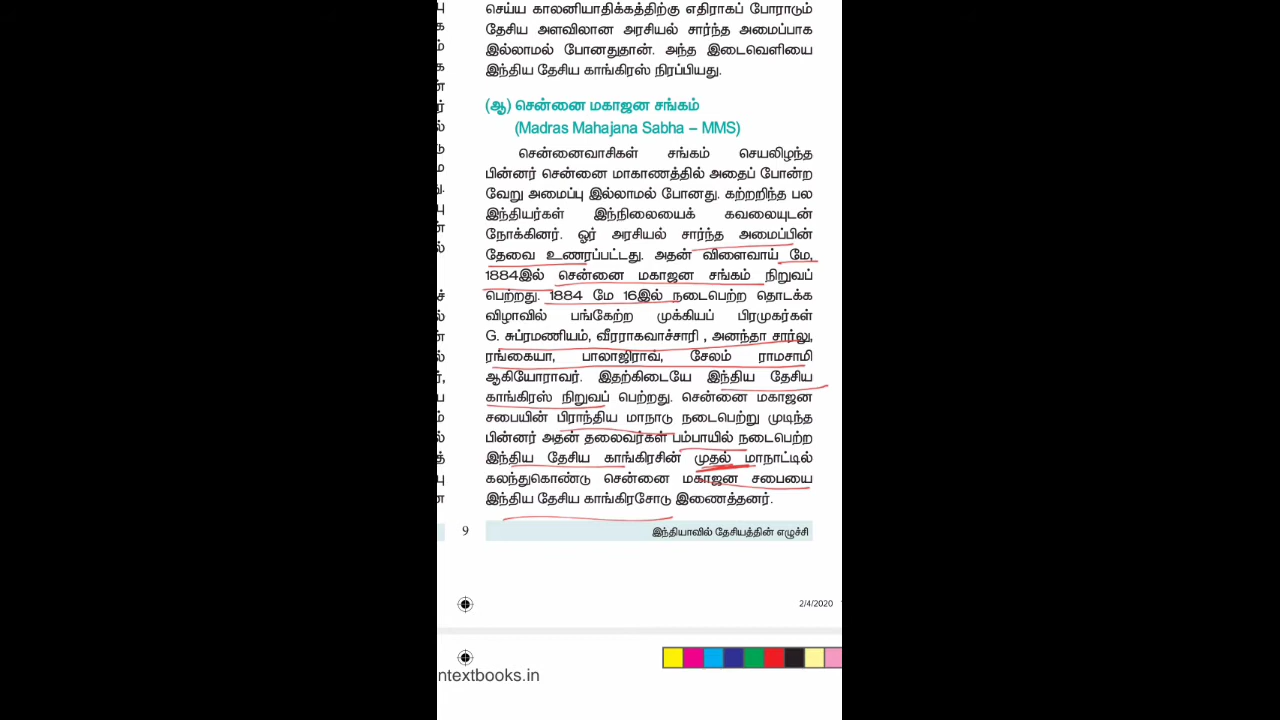 செய்ய காலனியாதிக்கத்திற்கு எதிராகப் போராடும்
தேசிய அளவிலான அரசியல் சார்ந்த அமைப்பாக
இல்லாமல் போனதுதான். அந்த இடைவெளியை
இந்திய தேசிய காங்கிரஸ் நிரப்பியது.
(ஆ) சென்னை மகாஜன சங்கம்
(Madras Mahajana Sabha – MMS)
சென்னைவாசிகள் சங்கம் செயலிழந்த
பின்னர் சென்னை மாகாணத்தில் அதைப் போன்ற
வேறு அமைப்பு இல்லாமல் போனது. கற்றறிந்த பல
இந்தியர்கள் இந்நிலையைக் கவலையுடன்
நோக்கினர். ஓர் அரசியல் சார்ந்த அமைப்பின்
தேவை உணரப்பட்டது. அதன் விளைவாய் மே,
1884இல் சென்னை மகாஜன சங்கம் நிறுவப்
பெற்றது. 1884 மே 16இல் நடைபெற்ற தொடக்க
விழாவில் பங்கேற்ற முக்கியப் பிரமுகர்கள்
G. சுப்ரமணியம், வீரராகவாச்சாரி , அனந்தா சார்லு,
ரங்கையா, பாலாஜிராவ், சேலம் ராமசாமி
ஆகியோராவர். இதற்கிடையே இந்திய தேசிய
காங்கிரஸ் நிறுவப் பெற்றது. சென்னை மகாஜன
சபையின் பிராந்திய மாநாடு நடைபெற்று முடிந்த
பின்னர் அதன் தலைவர்கள் பம்பாயில் நடைபெற்ற
இந்திய தேசிய காங்கிரசின் முதல் மாநாட்டில்
கலந்துகொண்டு சென்னை மகாஜன சபையை
இந்திய தேசிய காங்கிரசோடு இணைத்தனர்.
9 இந்தியாவில் தேசியத்தின் எழுச்சி
2/4/2020
ntextbooks.in